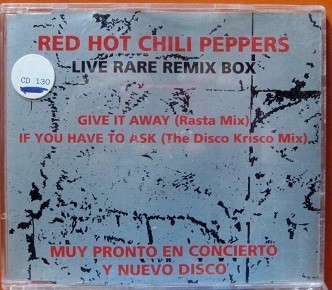 RED HOT CHILI PEPPERS
LIVE RARE REMIX BOX
CD 130
GIVE IT AWAY (Rasta Mix)
IF YOU HAVE TO ASK (The Disco Krisco Mix)
MUY PRONTO EN CONCIERTO
Y NUEVO DISCO